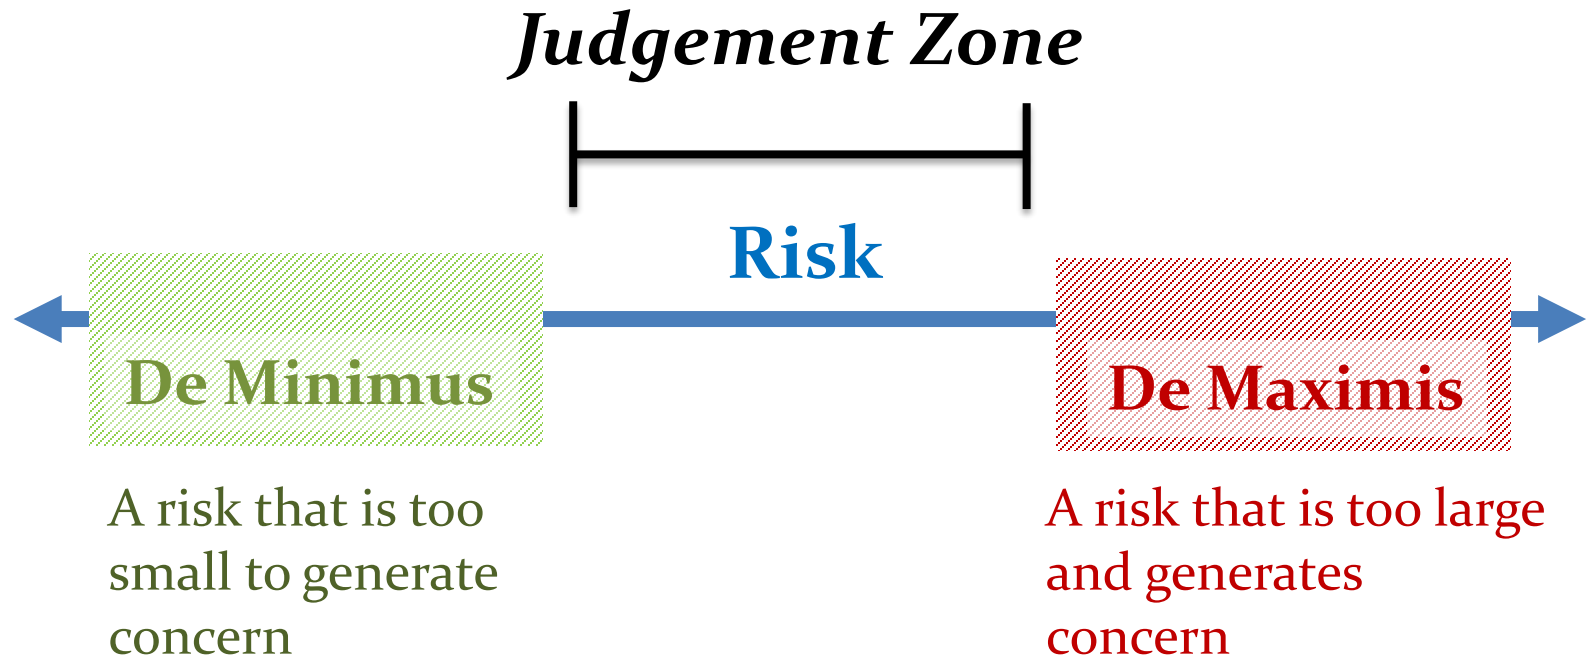 Judgement Zone
Risk
De Minimus
De Maximis
A risk that is too
small to generate
concern
A risk that is too large
and generates
concern